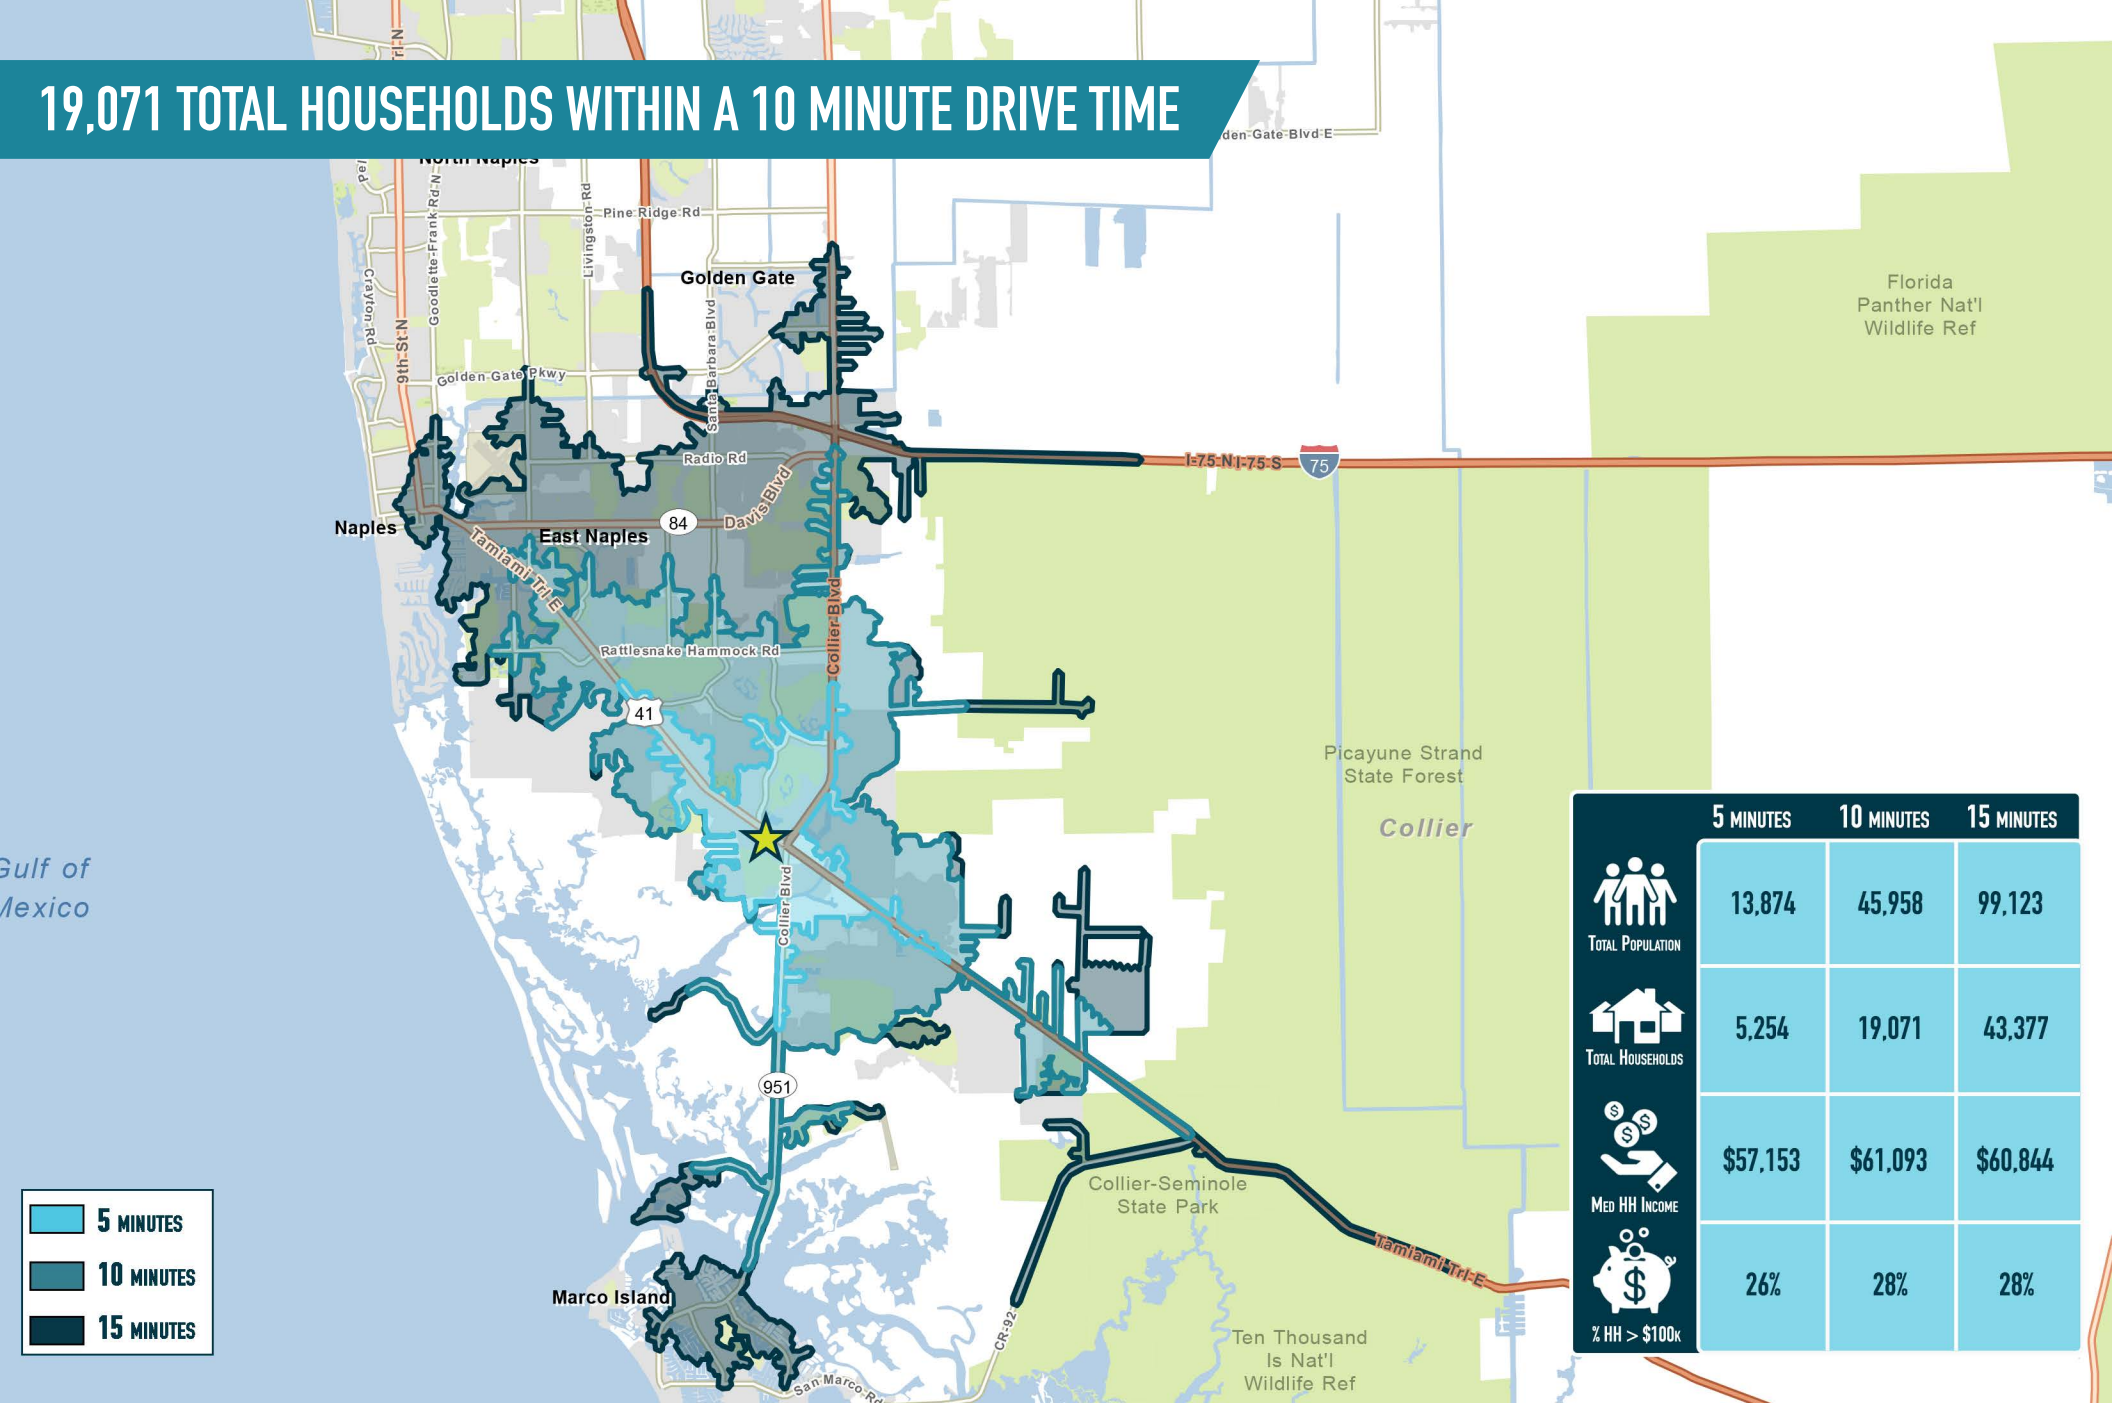 19,071 TOTAL HOUSEHOLDS WITHIN A 10 MINUTE DRIVE TIME
Trl N
den Gate Blvd E
North Naples
Pel
Goodlette-Frank Rd N
Livingston Rd
Pine Ridge Rd
Crayton Rd
9th St N
Golden Gate
Santa Barbara Blvd
Golden Gate Pkwy
Florida
Panther Nat'l
Wildlife Ref
Radio Rd
I-75 N I-75 S
75
Davis Blvd
84
Naples
East Naples
Tamiami Trl E
Collier Blvd
Rattlesnake Hammock Rd
41
Picayune Strand
State Forest
Collier
Gulf of
Mexico
Collier Blvd
951
Collier-Seminole
State Park
Tamiami Trl E
Marco Island
CR-92
San Marco Rd
Ten Thousand
Is Nat'l
Wildlife Ref
5 MINUTES
10 MINUTES
15 MINUTES
5 MINUTES 10 MINUTES 15 MINUTES
TOTAL POPULATION 13,874 45,958 99,123
TOTAL HOUSEHOLDS 5,254 19,071 43,377
MED HH INCOME $57,153 $61,093 $60,844
% HH > $100K 26% 28% 28%